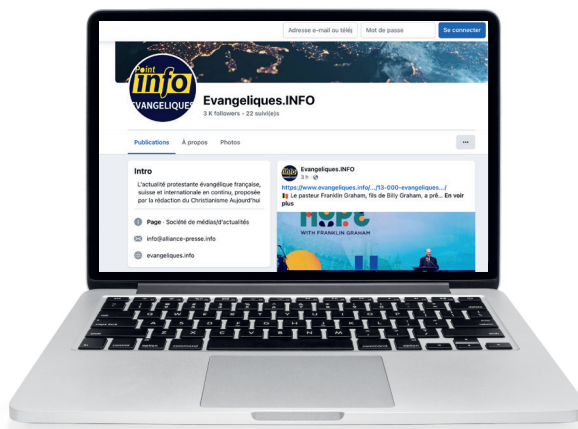 Adresse e-mail ou télép
Mot de passe
Se connecter
Point
info
EVANGELIQUES
Evangeliques.INFO
3 K followers • 22 suivi(e)s
Publications
À propos
Photos
Intro
L'actualité protestante évangélique française,
suisse et internationale en continu, proposée
par la rédaction du Christianisme Aujourd'hui
Page · Société de médias/d'actualités
info@alliance-presse.info
evangeliques.info
Evangeliques.INFO
3 h
https://www.evangeliques.info/.../13-000-evangeliques.../
Le pasteur Franklin Graham, fils de Billy Graham, a pré... En voir
plus
HOPE
WITH FRANKLIN GRAHAM